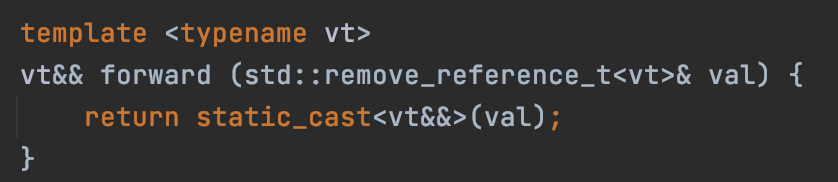 template <typename vt>
vt&& forward (std::remove_reference_t<vt>& val) {
    return static_cast<vt&&>(val);
}